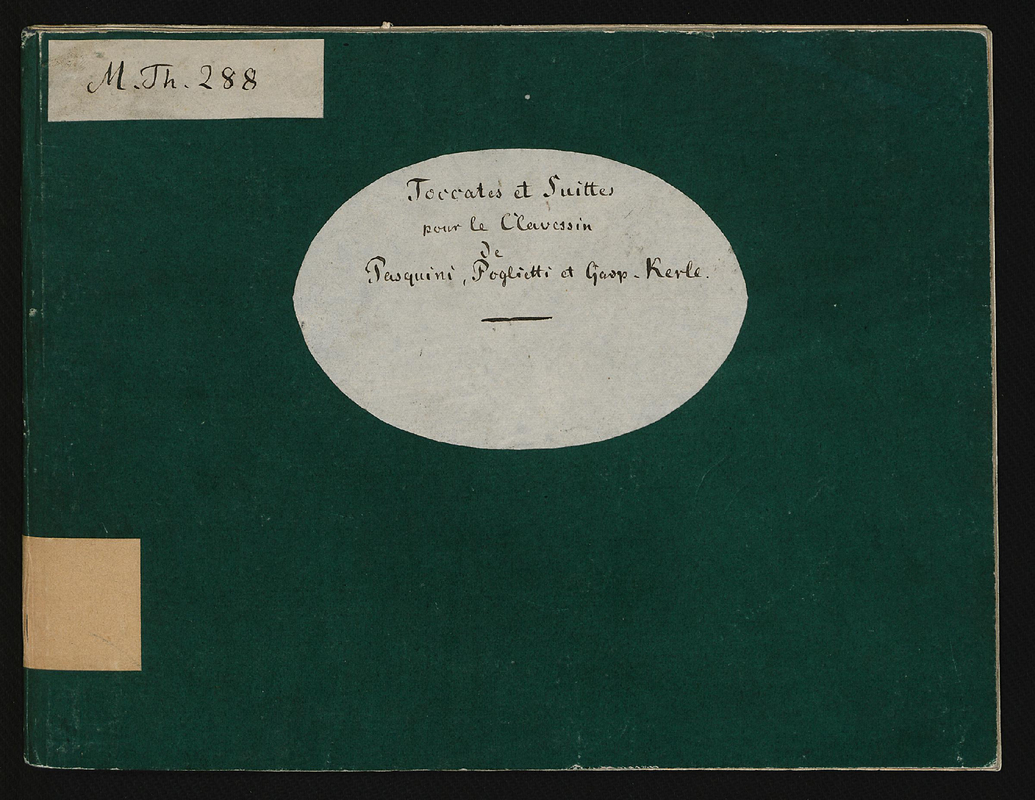 M. Th. 288
Toccates et Suittes
pour le Clavessin
De
Pasquini, Poglietti et Gasp-Kerle.